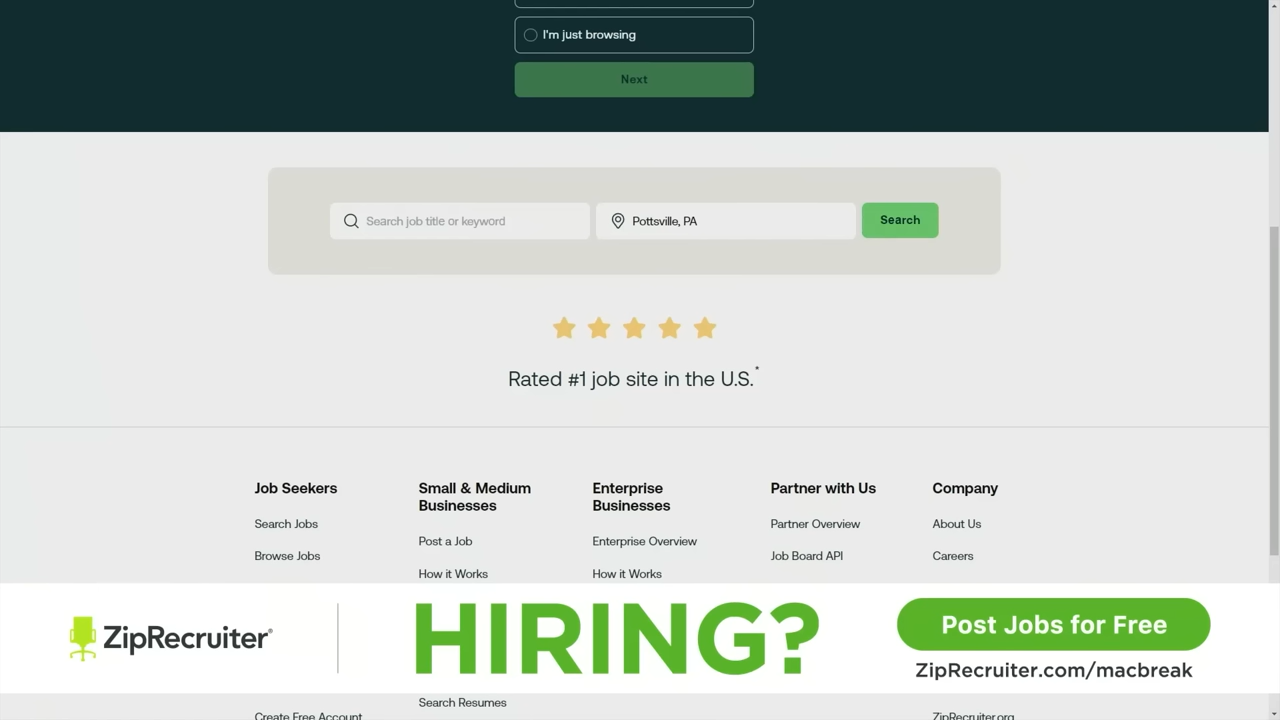 I'm just browsing
Next
Search job title or keyword
Pottsville, PA
Search
Rated #1 job site in the U.S.*
Job Seekers
Search Jobs
Browse Jobs
Small & Medium
Businesses
Post a Job
How it Works
Enterprise
Businesses
Enterprise Overview
How it Works
Partner with Us
Partner Overview
Job Board API
Company
About Us
Careers
ZipRecruiter®
HIRING?
Post Jobs for Free
ZipRecruiter.com/macbreak
Search Resumes
Create Free Account
ZipRecruiter.org